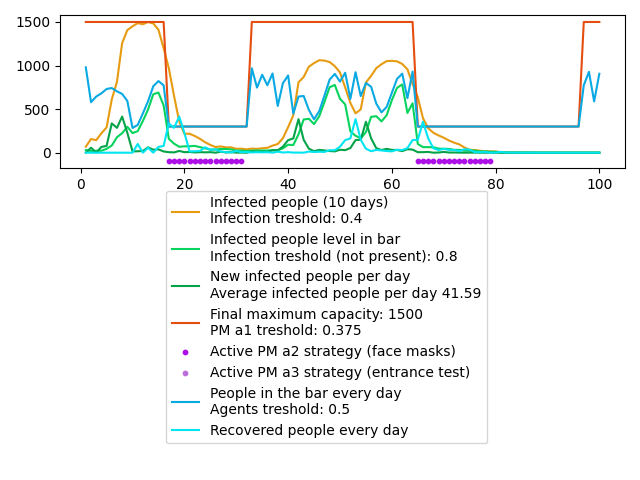 1500
1000
500
0
0 20 40 60 80 100
Infected people (10 days)
Infection treshold: 0.4
Infected people level in bar
Infection treshold (not present): 0.8
New infected people per day
Average infected people per day 41.59
Final maximum capacity: 1500
PM a1 treshold: 0.375
Active PM a2 strategy (face masks)
Active PM a3 strategy (entrance test)
People in the bar every day
Agents treshold: 0.5
Recovered people every day